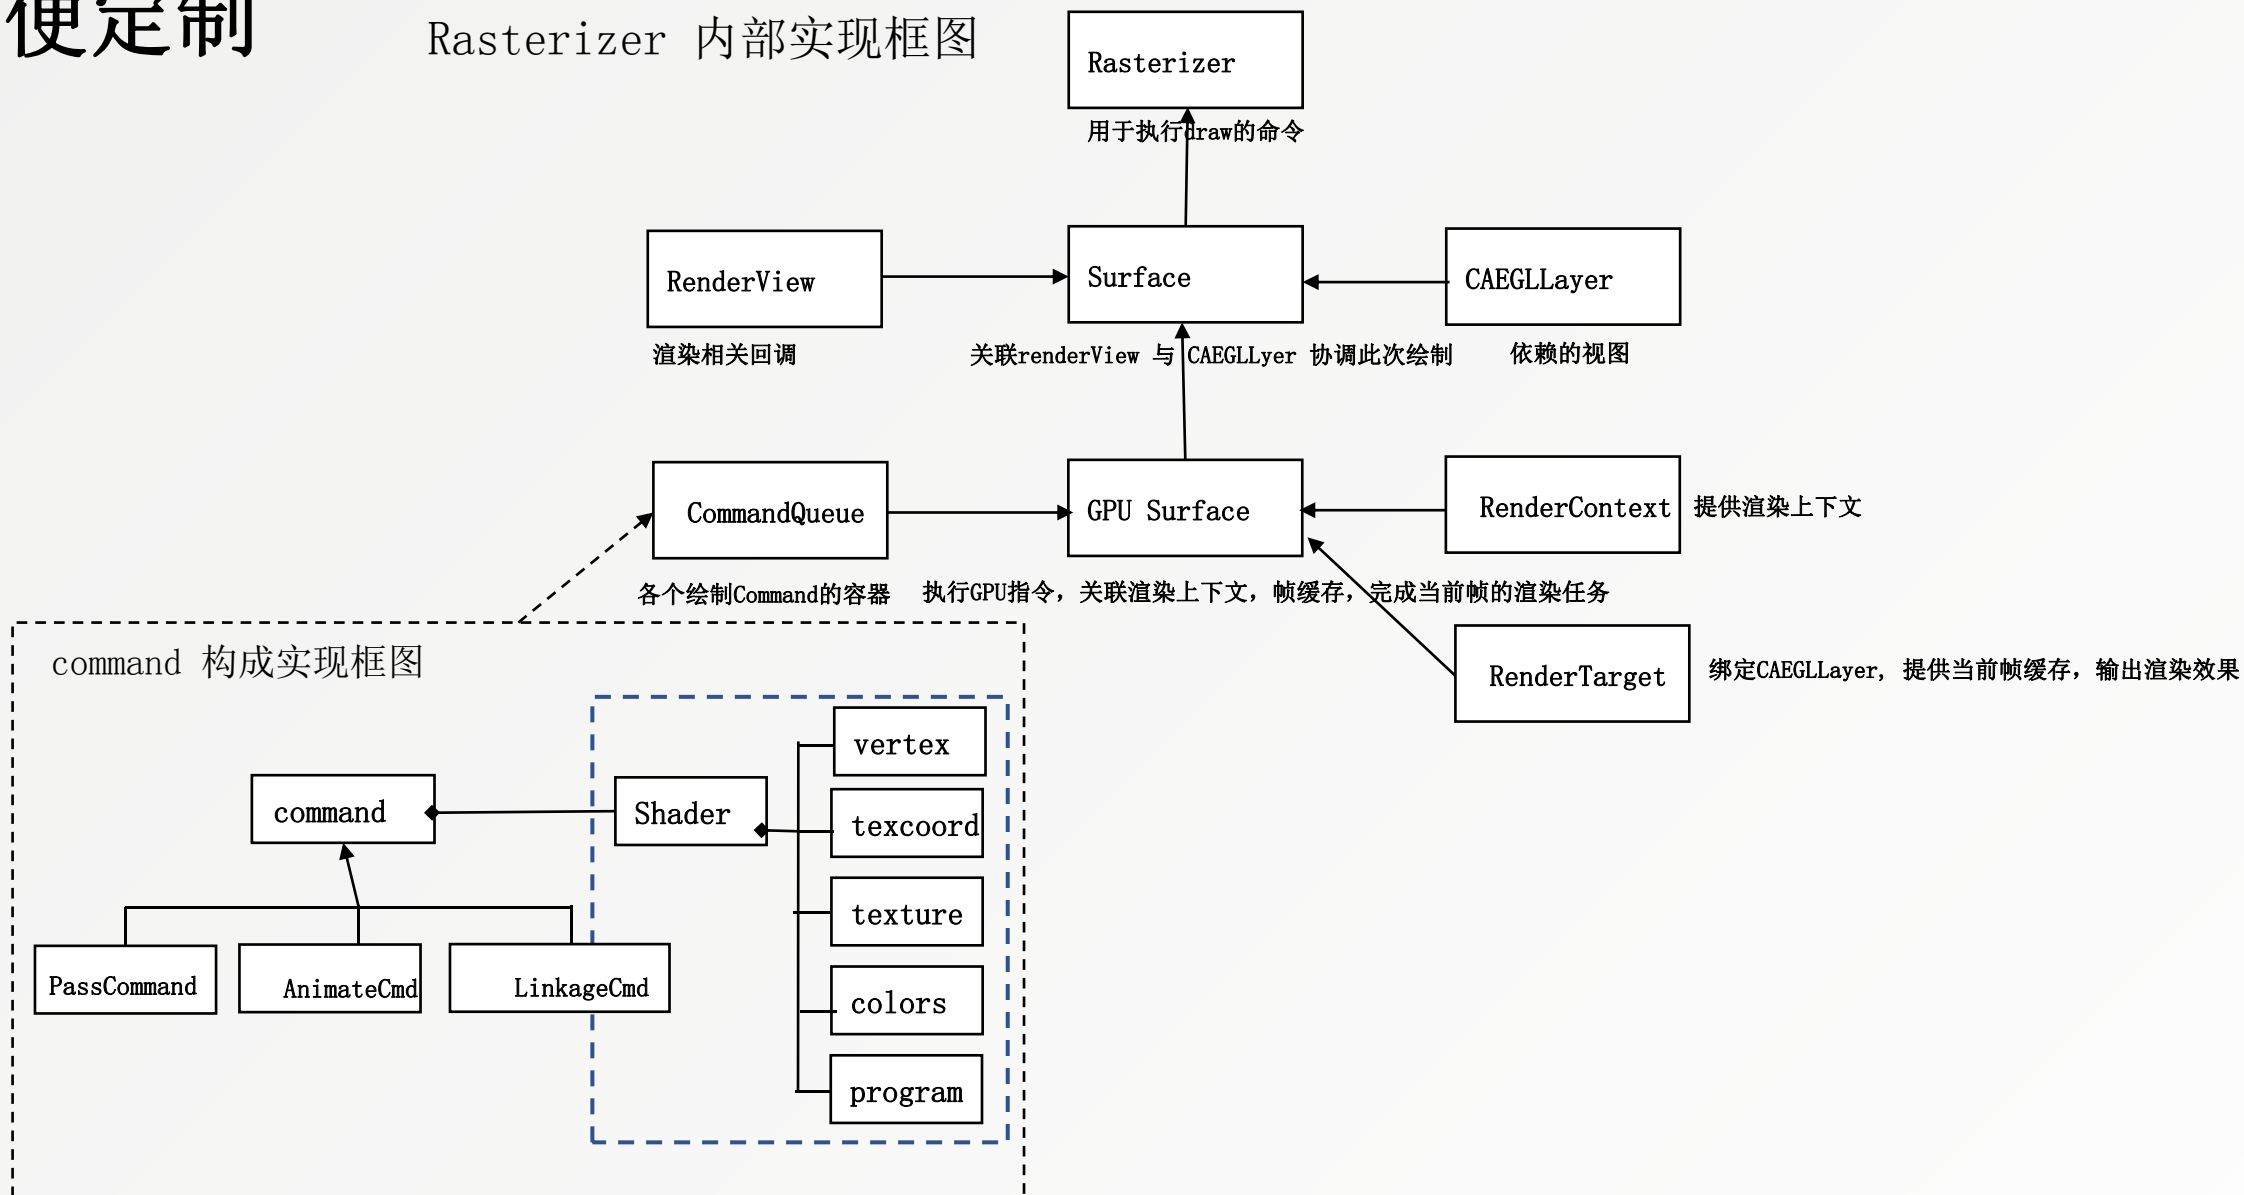 便定制
Rasterizer 内部实现框图
Rasterizer
用于执行draw的命令
RenderView
Surface
CAEGLLayer
渲染相关回调
关联renderView 与 CAEGLLyer 协调此次绘制
依赖的视图
CommandQueue
GPU Surface
RenderContext
提供渲染上下文
各个绘制Command的容器
执行GPU指令，关联渲染上下文，帧缓存，完成当前帧的渲染任务
RenderTarget
绑定CAEGLLayer, 提供当前帧缓存，输出渲染效果
command 构成实现框图
vertex
command
Shader
texcoord
texture
PassCommand
AnimateCmd
LinkageCmd
colors
program